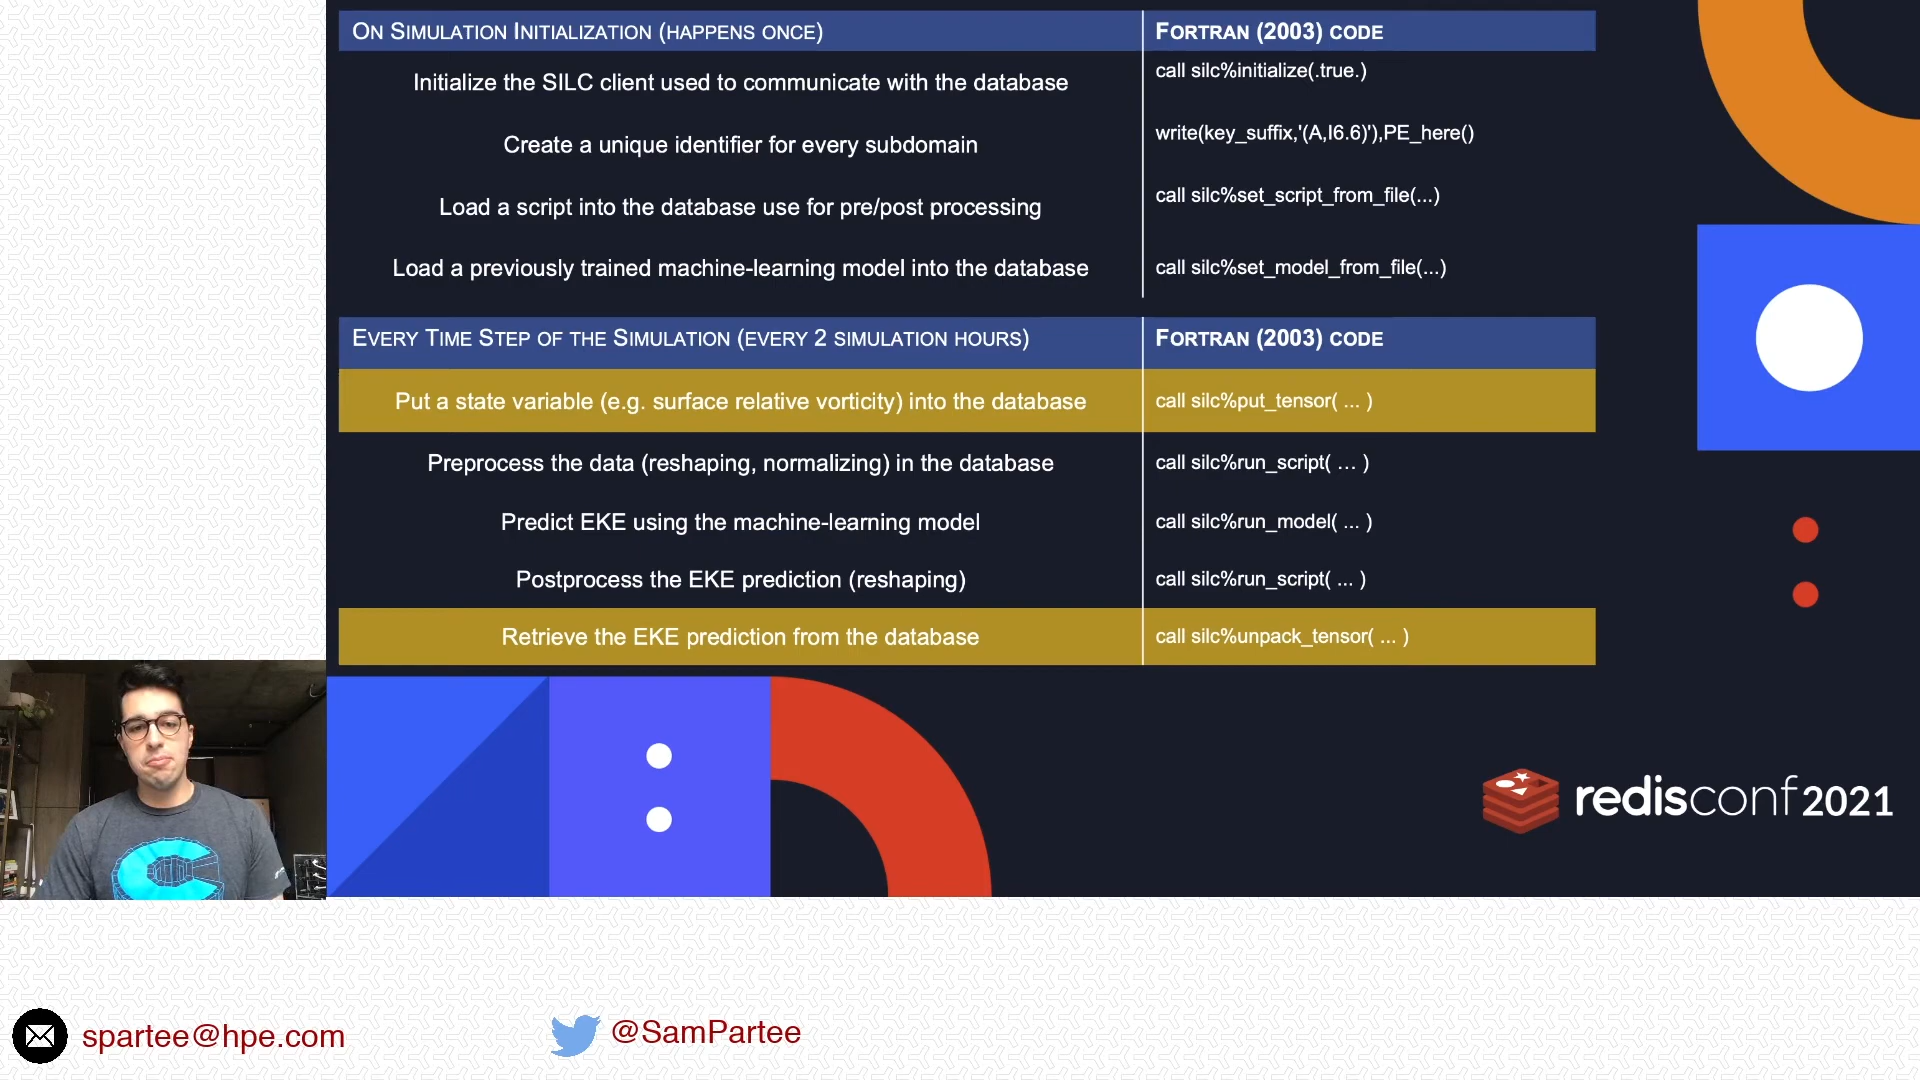 ON SIMULATION INITIALIZATION (HAPPENS ONCE) FORTRAN (2003) CODE
Initialize the SILC client used to communicate with the database call silc%initialize(.true.)
Create a unique identifier for every subdomain write(key_suffix,'(A,I6.6)'),PE_here()
Load a script into the database use for pre/post processing call silc%set_script_from_file(...)
Load a previously trained machine-learning model into the database call silc%set_model_from_file(...)
EVERY TIME STEP OF THE SIMULATION (EVERY 2 SIMULATION HOURS) FORTRAN (2003) CODE
Put a state variable (e.g. surface relative vorticity) into the database call silc%put_tensor( ... )
Preprocess the data (reshaping, normalizing) in the database call silc%run_script( ... )
Predict EKE using the machine-learning model call silc%run_model( ... )
Postprocess the EKE prediction (reshaping) call silc%run_script( ... )
Retrieve the EKE prediction from the database call silc%unpack_tensor( ... )
redisconf 2021
spartee@hpe.com
@SamPartee